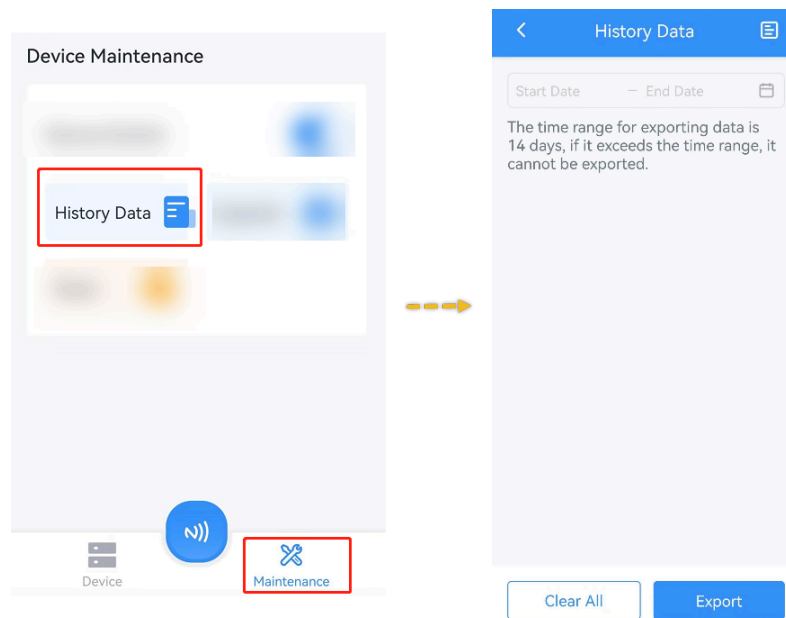 Device Maintenance
History Data
Device
Maintenance
History Data
Start Date – End Date
The time range for exporting data is
14 days, if it exceeds the time range, it
cannot be exported.
Clear All
Export